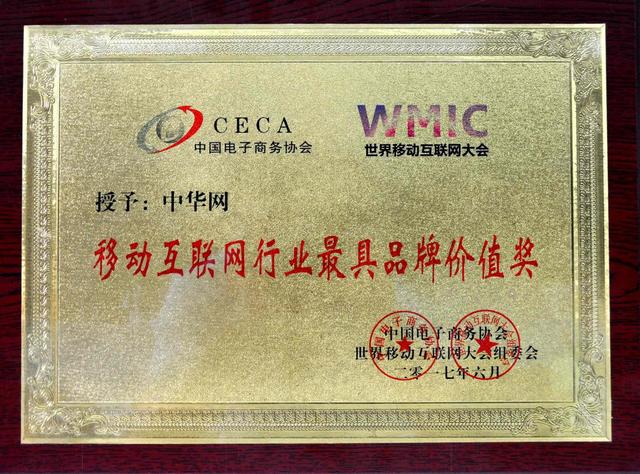 CECA
中国电子商务协会
WMIC
世界移动互联网大会
授予：中华网
移动互联网行业最具品牌价值奖
中国电子商务协会
世界移动互联网大会组委会
二零一七年六月